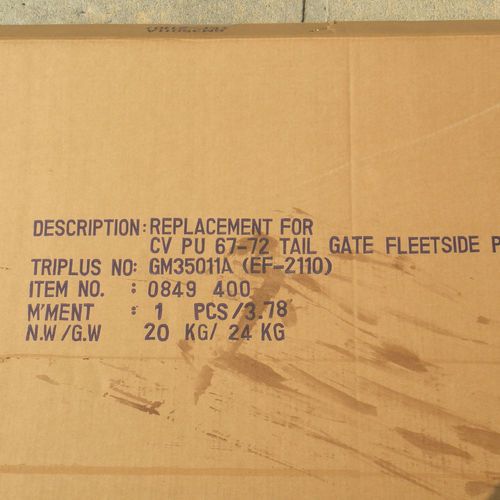 DESCRIPTION: REPLACEMENT FOR
CV PU 67-72 TAIL GATE FLEETSIDE P
TRIPLUS NO: GM35011A (EF-2110)
ITEM NO. : 0849 400
M'MENT : 1 PCS/3.78
N.W/G.W 20 KG/ 24 KG